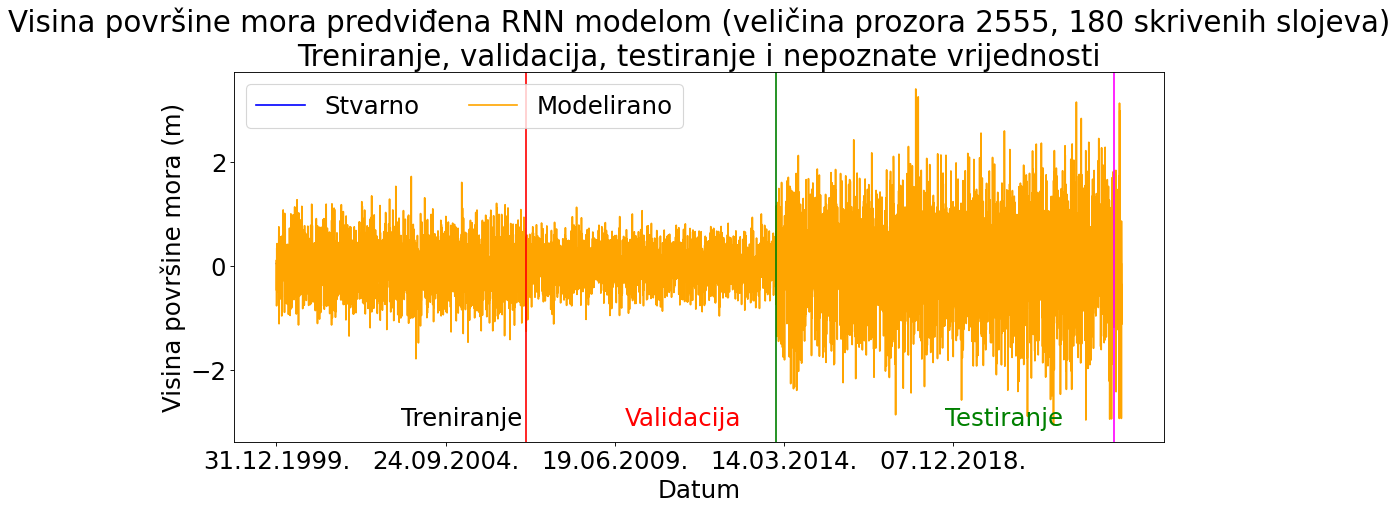 Visina površine mora predviđena RNN modelom (veličina prozora 2555, 180 skrivenih slojeva)
Treniranje, validacija, testiranje i nepoznate vrijednosti
Stvarno
Modelirano
Visina površine mora (m)
2
0
−2
Treniranje
Validacija
Testiranje
31.12.1999.
24.09.2004.
19.06.2009.
14.03.2014.
07.12.2018.
Datum